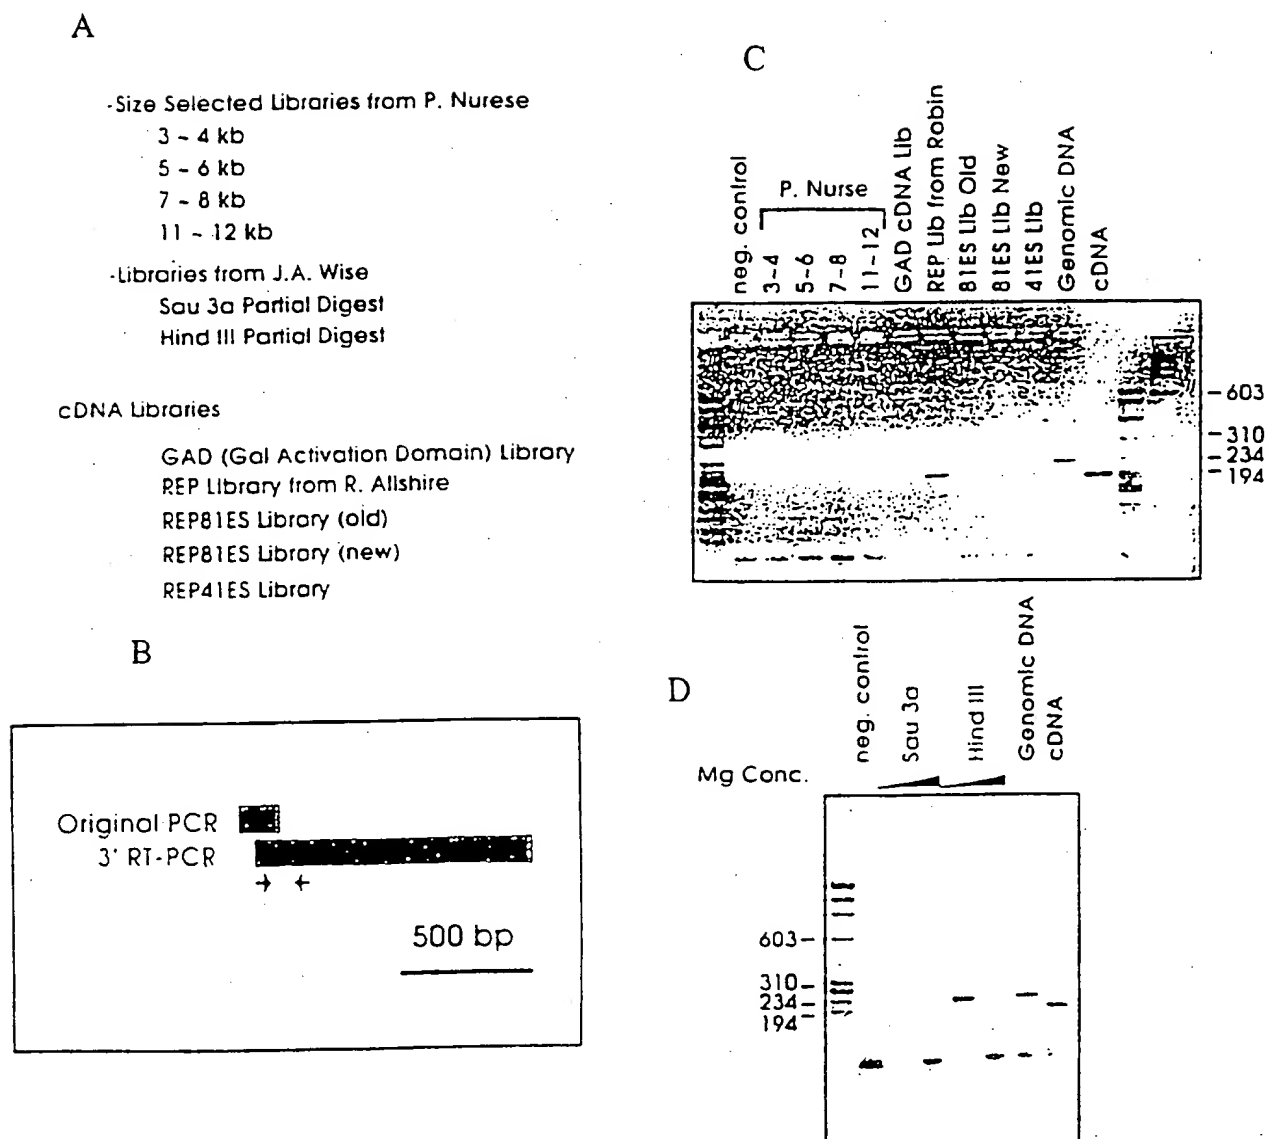 A
-Size Selected Libraries from P. Nurese
3 - 4 kb
5 - 6 kb
7 - 8 kb
11 - 12 kb
-Libraries from J.A. Wise
Sau 3a Partial Digest
Hind III Partial Digest
cDNA Libraries
GAD (Gal Activation Domain) Library
REP Library from R. Allshire
REP81ES Library (old)
REP81ES Library (new)
REP41ES Library
B
Original PCR
3' RT-PCR
500 bp
C
neg. control
P. Nurse
3-4
5-6
7-8
11-12
GAD cDNA Lib
REP Lib from Robin
81ES Lib Old
81ES Lib New
41ES Lib
Genomic DNA
cDNA
603
310
234
194
D
neg. control
Sau 3a
Hind III
Genomic DNA
cDNA
Mg Conc.
603
310
234
194